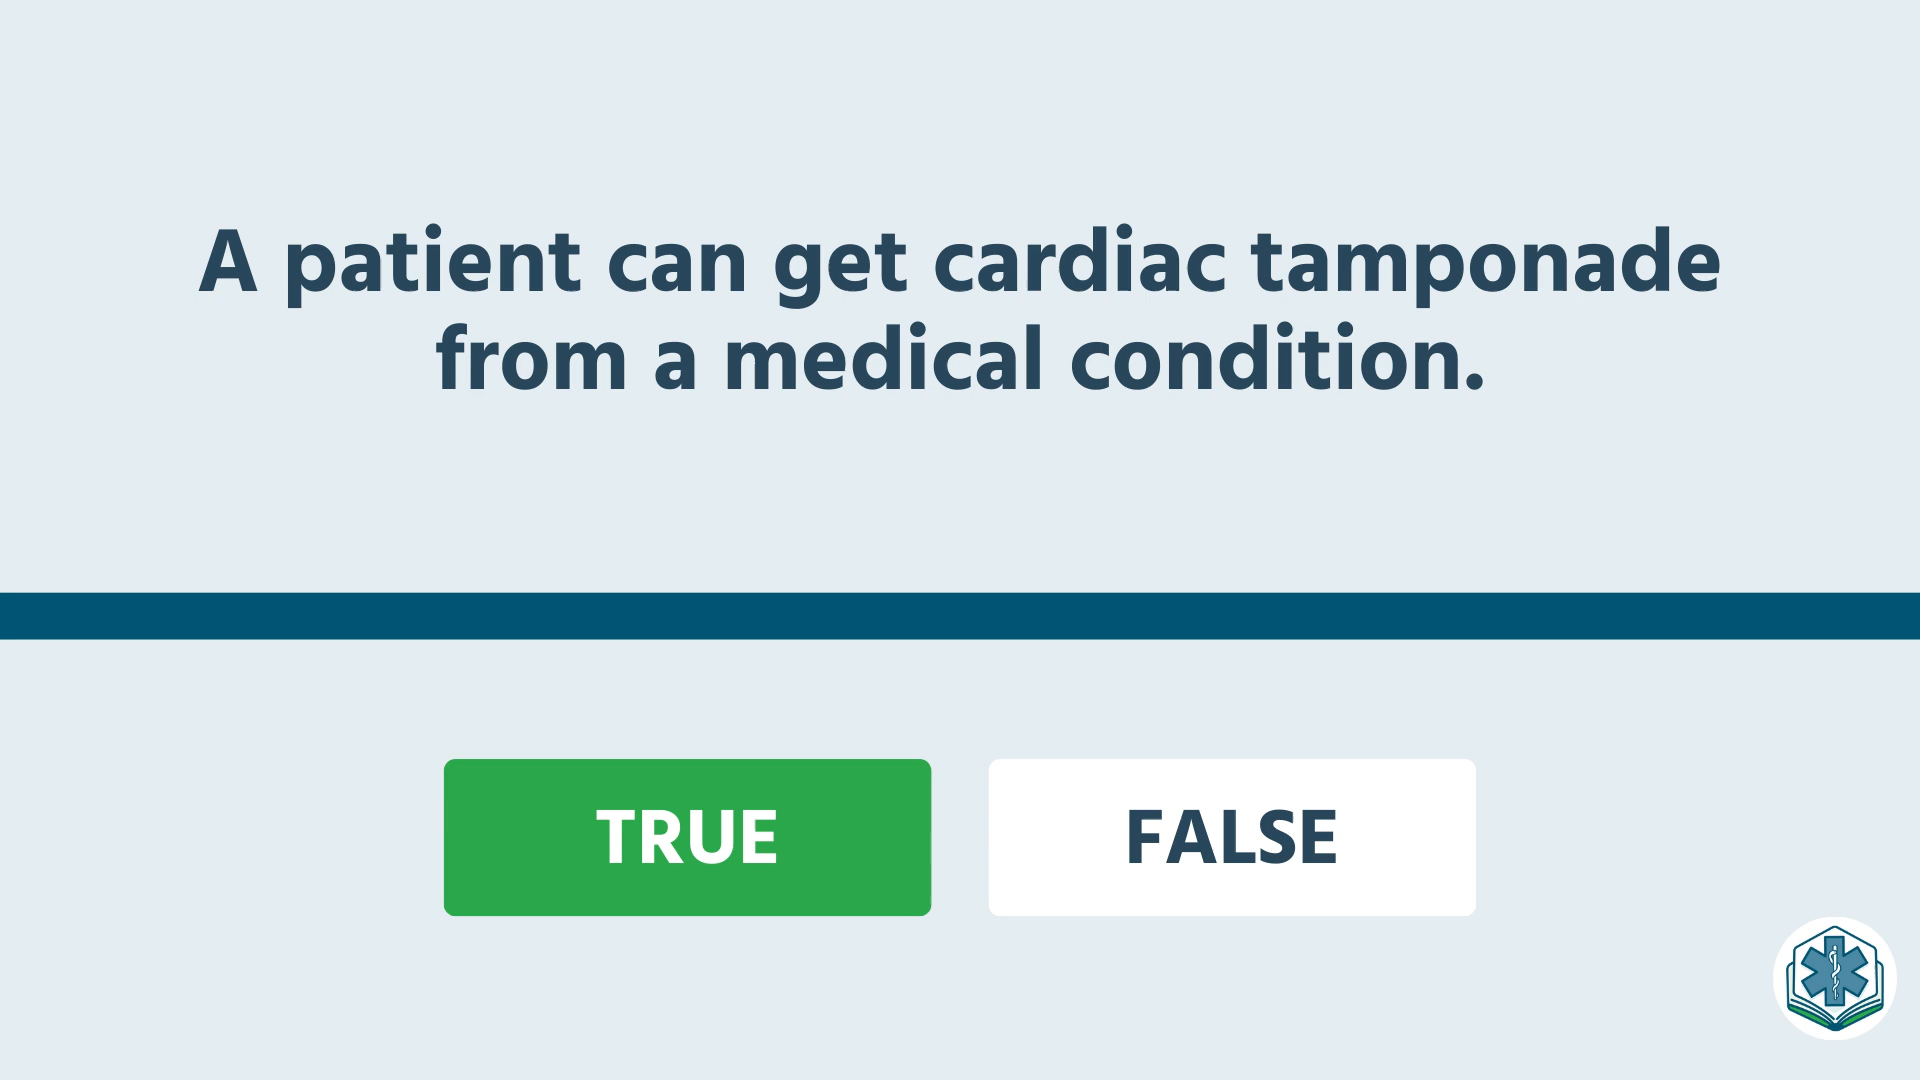 A patient can get cardiac tamponade
from a medical condition.
TRUE
FALSE